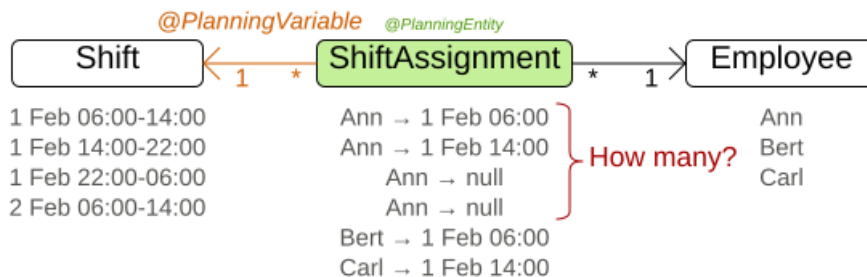 @PlanningVariable @PlanningEntity
Shift ShiftAssignment Employee
1 * * 1
1 Feb 06:00-14:00 Ann → 1 Feb 06:00 Ann
1 Feb 14:00-22:00 Ann → 1 Feb 14:00 How many? Bert
1 Feb 22:00-06:00 Ann → null Carl
2 Feb 06:00-14:00 Ann → null
Bert → 1 Feb 06:00
Carl → 1 Feb 14:00